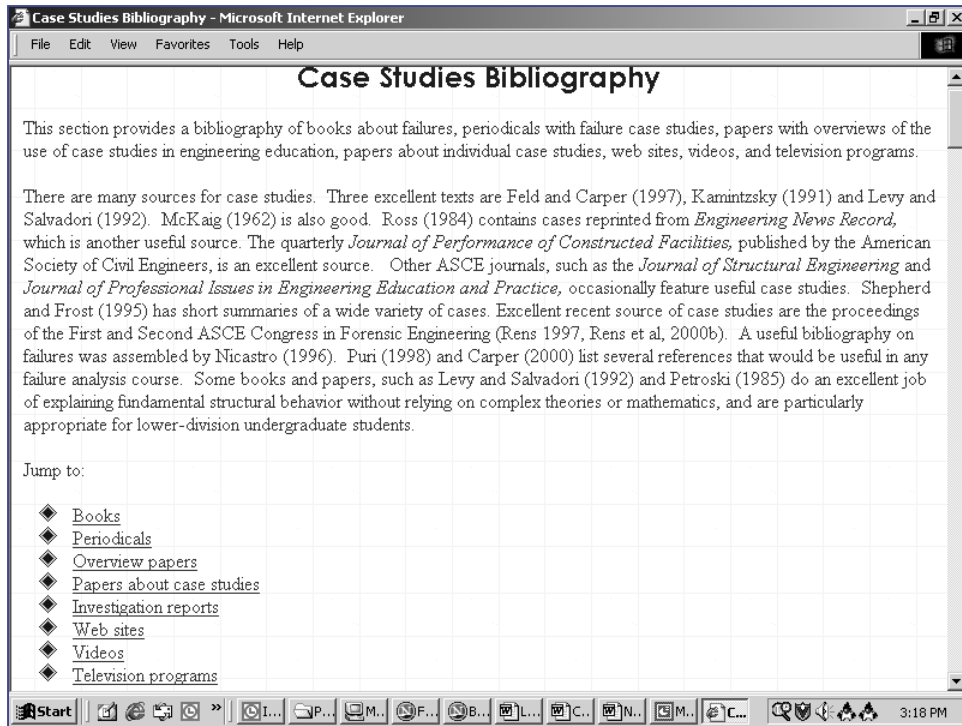 Case Studies Bibliography - Microsoft Internet Explorer
File Edit View Favorites Tools Help
Case Studies Bibliography
This section provides a bibliography of books about failures, periodicals with failure case studies, papers with overviews of the
use of case studies in engineering education, papers about individual case studies, web sites, videos, and television programs.
There are many sources for case studies. Three excellent texts are Feld and Carper (1997), Kamintzsky (1991) and Levy and
Salvadori (1992). McKaig (1962) is also good. Ross (1984) contains cases reprinted from Engineering News Record,
which is another useful source. The quarterly Journal of Performance of Constructed Facilities, published by the American
Society of Civil Engineers, is an excellent source. Other ASCE journals, such as the Journal of Structural Engineering and
Journal of Professional Issues in Engineering Education and Practice, occasionally feature useful case studies. Shepherd
and Frost (1995) has short summaries of a wide variety of cases. Excellent recent source of case studies are the proceedings
of the First and Second ASCE Congress in Forensic Engineering (Rens 1997, Rens et al, 2000b). A useful bibliography on
failures was assembled by Nicastro (1996). Puri (1998) and Carper (2000) list several references that would be useful in any
failure analysis course. Some books and papers, such as Levy and Salvadori (1992) and Petroski (1985) do an excellent job
of explaining fundamental structural behavior without relying on complex theories or mathematics, and are particularly
appropriate for lower-division undergraduate students.
Jump to:
Books
Periodicals
Overview papers
Papers about case studies
Investigation reports
Web sites
Videos
Television programs
Start » I... P... M... F... B... L... C... N... M... C... 3:18 PM